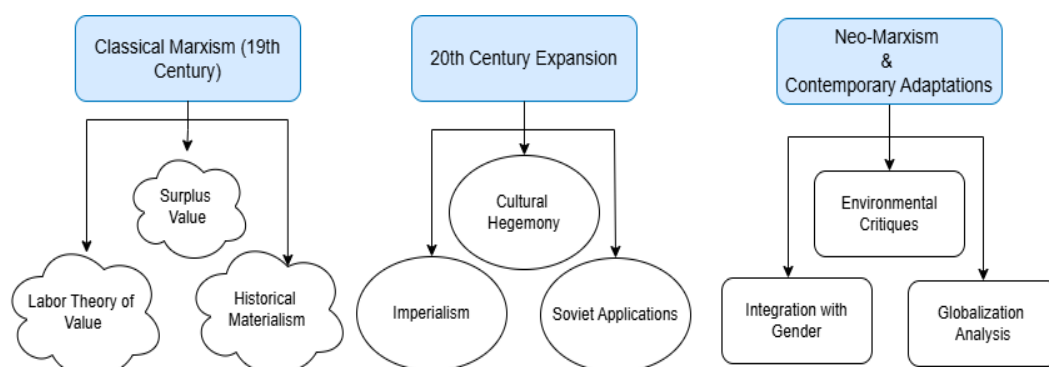 Classical Marxism (19th
Century)
Surplus
Value
Labor Theory of
Value
Historical
Materialism
20th Century Expansion
Cultural
Hegemony
Imperialism
Soviet Applications
Neo-Marxism
&
Contemporary Adaptations
Environmental
Critiques
Integration with
Gender
Globalization
Analysis